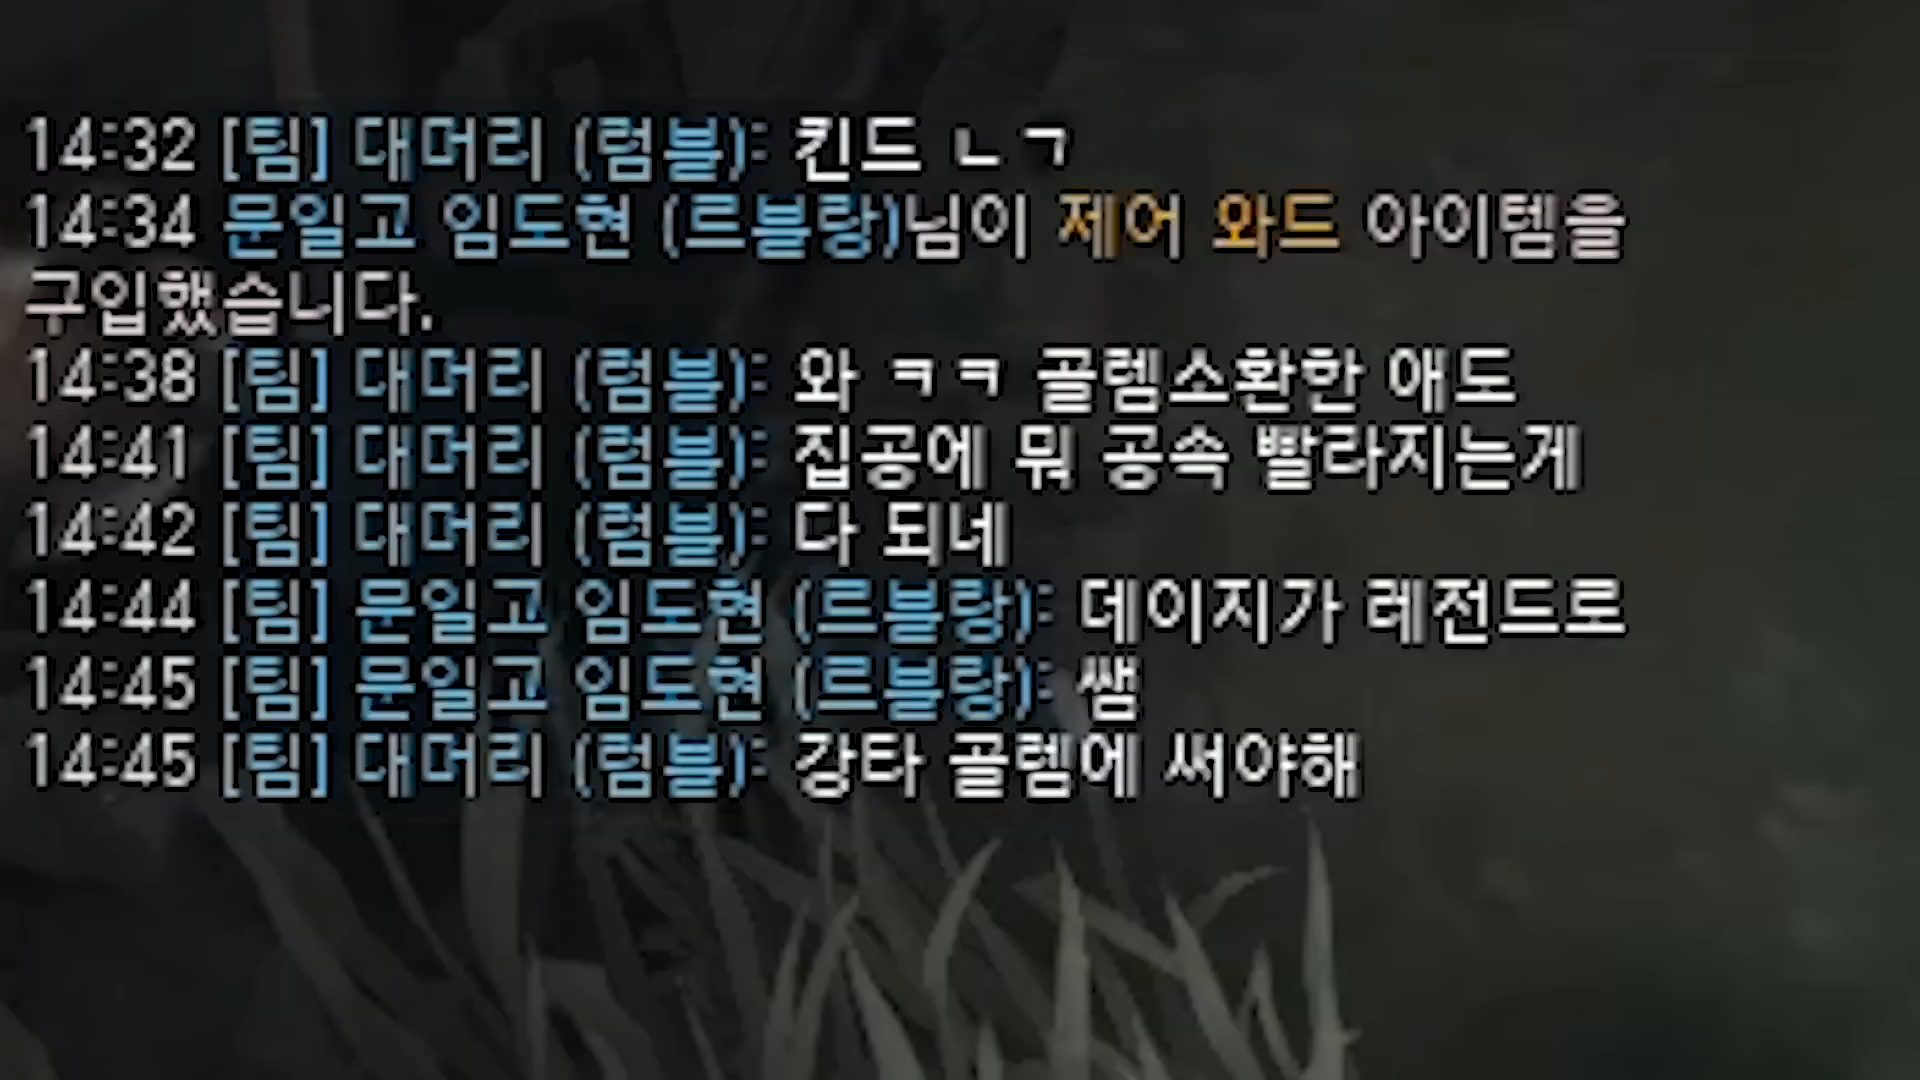 14:32 [팀] 대머리 (럼블): 킨드 ㄴㄱ
14:34 문일고 임도현 (르블랑)님이 제어 와드 아이템을
구입했습니다.
14:38 [팀] 대머리 (럼블): 와 ㅋㅋ 골렘소환한 애도
14:41 [팀] 대머리 (럼블): 집공에 뭐 공속 빨라지는게
14:42 [팀] 대머리 (럼블): 다 되네
14:44 [팀] 문일고 임도현 (르블랑): 데이지가 레전드로
14:45 [팀] 문일고 임도현 (르블랑): 쌤
14:45 [팀] 대머리 (럼블): 강타 골렘에 써야해